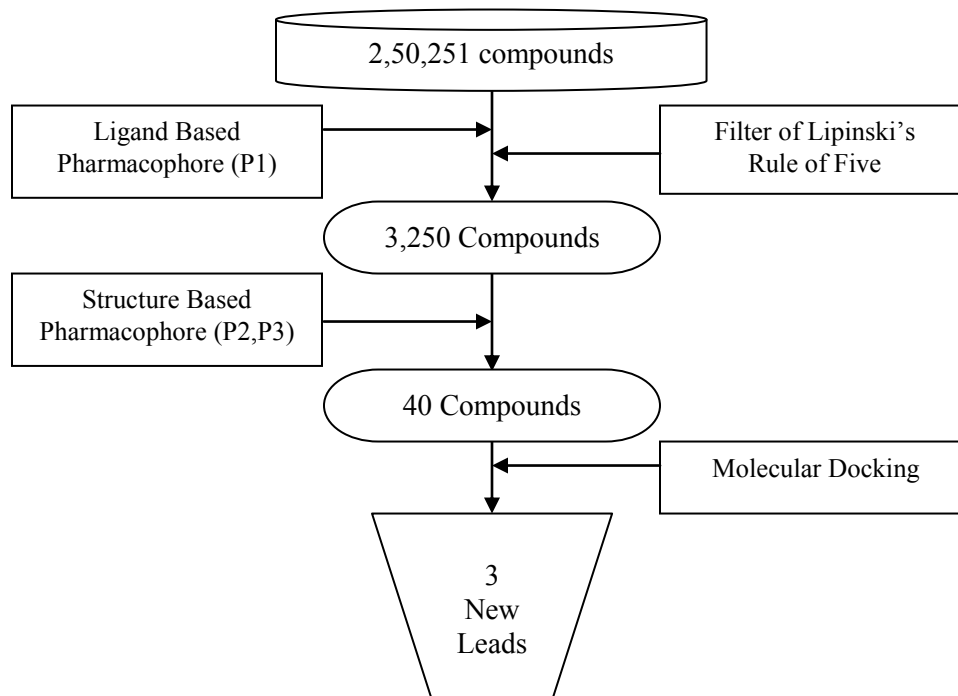 2,50,251 compounds
Ligand Based
Pharmacophore (P1)
Filter of Lipinski’s
Rule of Five
3,250 Compounds
Structure Based
Pharmacophore (P2,P3)
40 Compounds
Molecular Docking
3
New
Leads